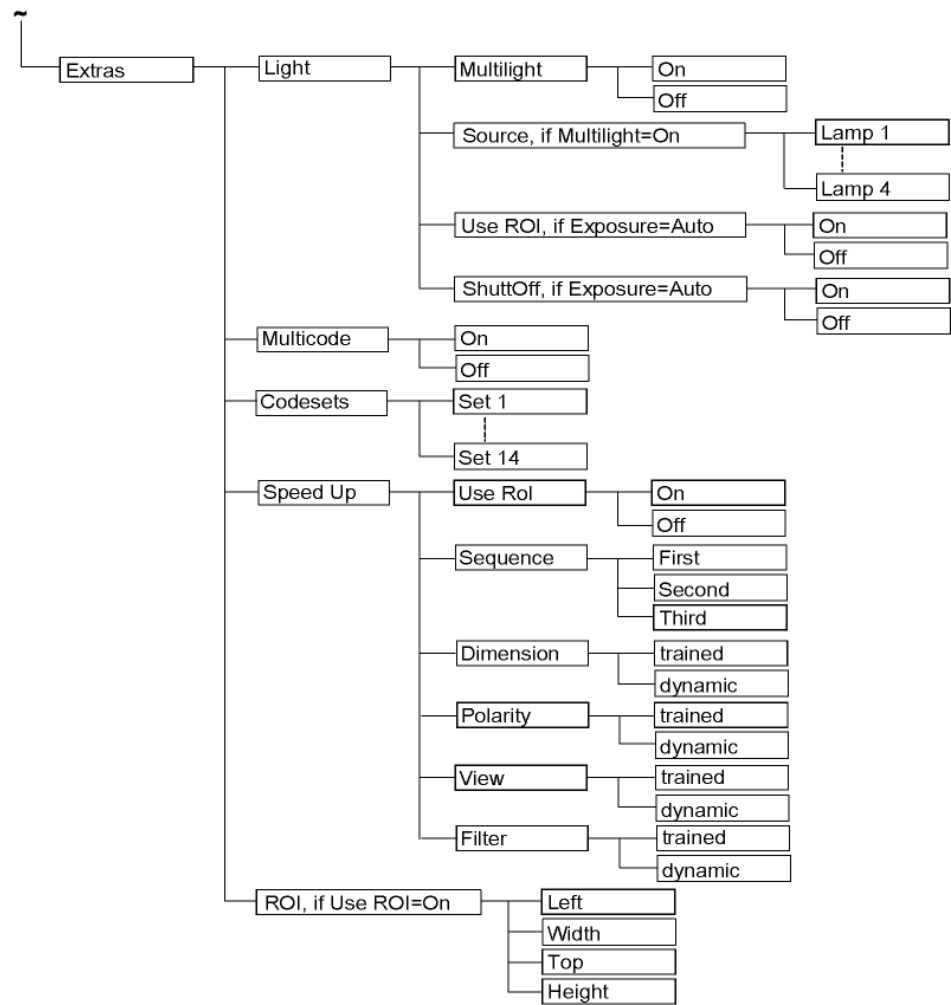 ~
Extras
Light
Multilight
On
Off
Source, if Multilight=On
Lamp 1
Lamp 4
Use ROI, if Exposure=Auto
On
Off
ShuttOff, if Exposure=Auto
On
Off
Multicode
On
Off
Codesets
Set 1
Set 14
Speed Up
Use RoI
On
Off
Sequence
First
Second
Third
Dimension
trained
dynamic
Polarity
trained
dynamic
View
trained
dynamic
Filter
trained
dynamic
ROI, if Use ROI=On
Left
Width
Top
Height